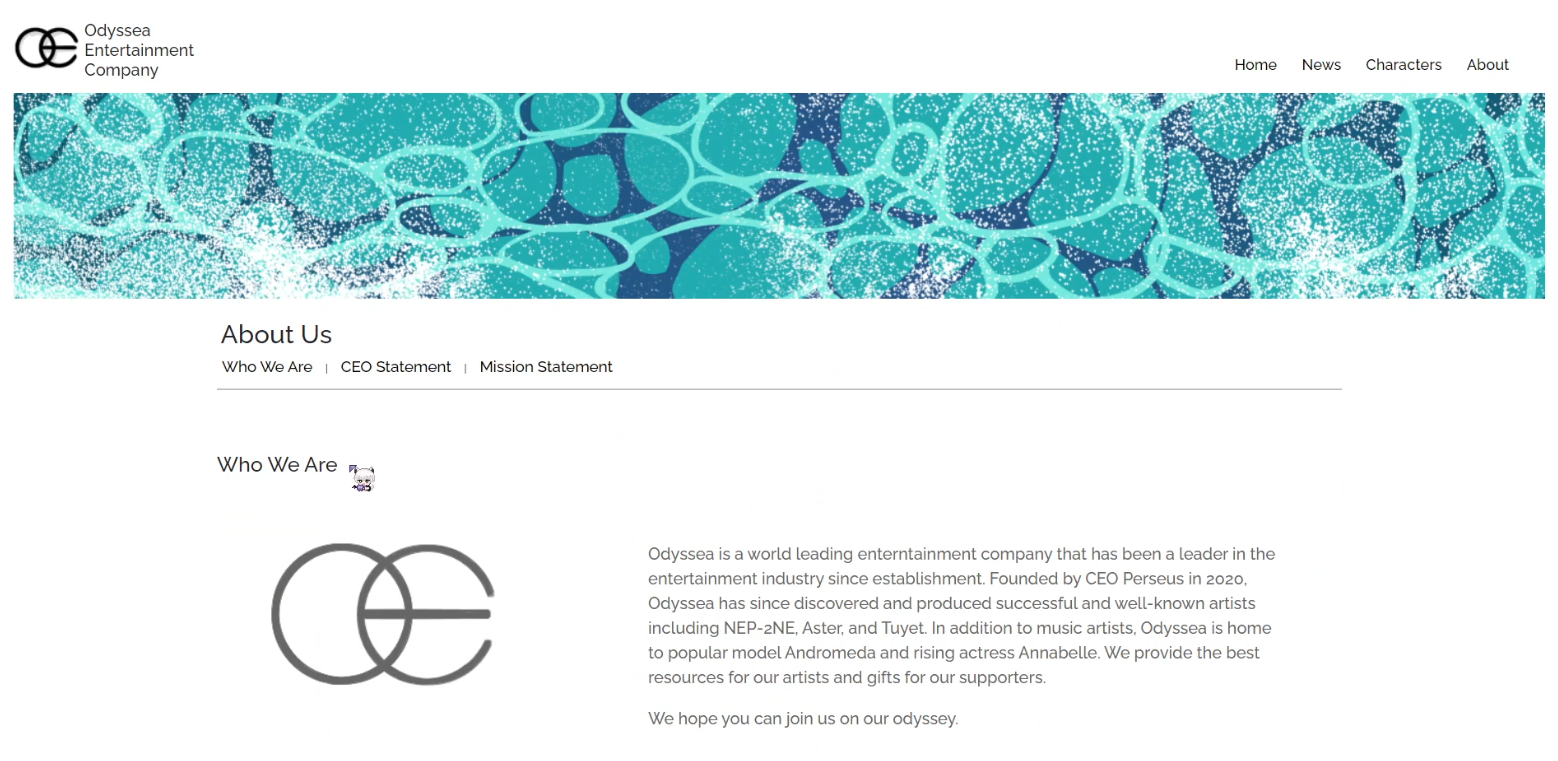 Odyssea
Entertainment
Company
Home News Characters About
About Us
Who We Are | CEO Statement | Mission Statement
Who We Are
Odyssea is a world leading enterntainment company that has been a leader in the
entertainment industry since establishment. Founded by CEO Perseus in 2020,
Odyssea has since discovered and produced successful and well-known artists
including NEP-2NE, Aster, and Tuyet. In addition to music artists, Odyssea is home
to popular model Andromeda and rising actress Annabelle. We provide the best
resources for our artists and gifts for our supporters.
We hope you can join us on our odyssey.